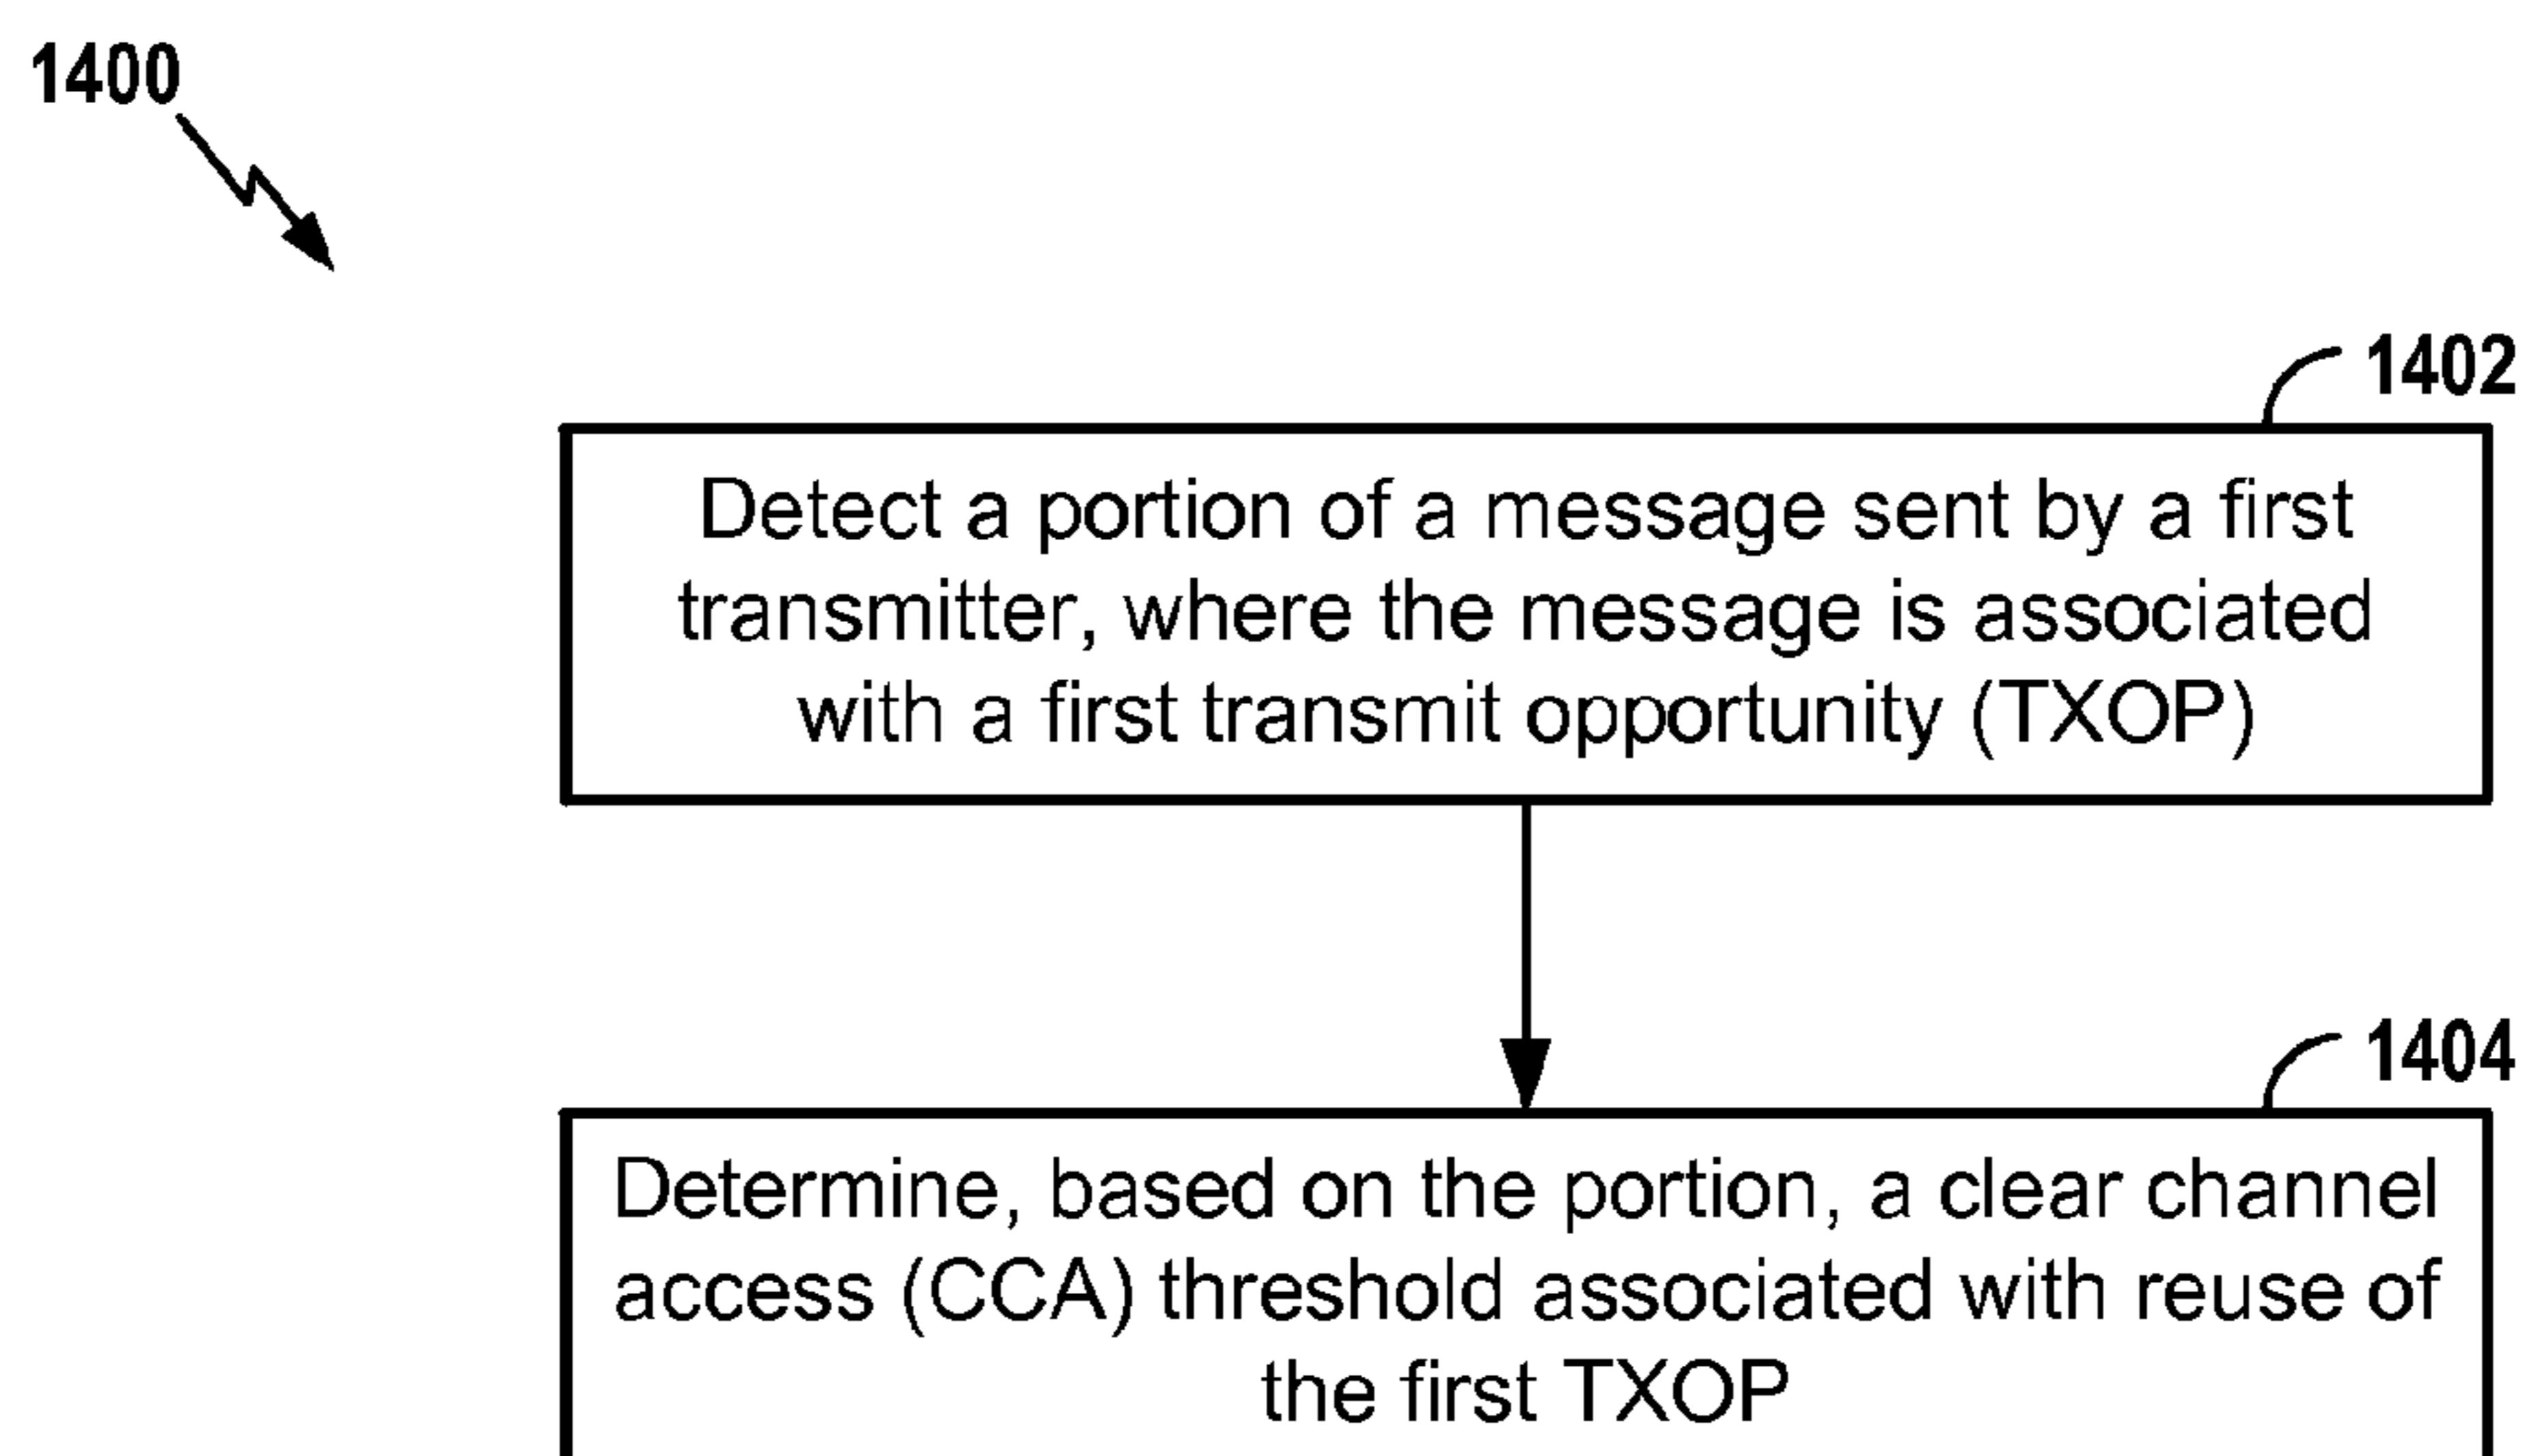 1400
1402
Detect a portion of a message sent by a first
transmitter, where the message is associated
with a first transmit opportunity (TXOP)
1404
Determine, based on the portion, a clear channel
access (CCA) threshold associated with reuse of
the first TXOP